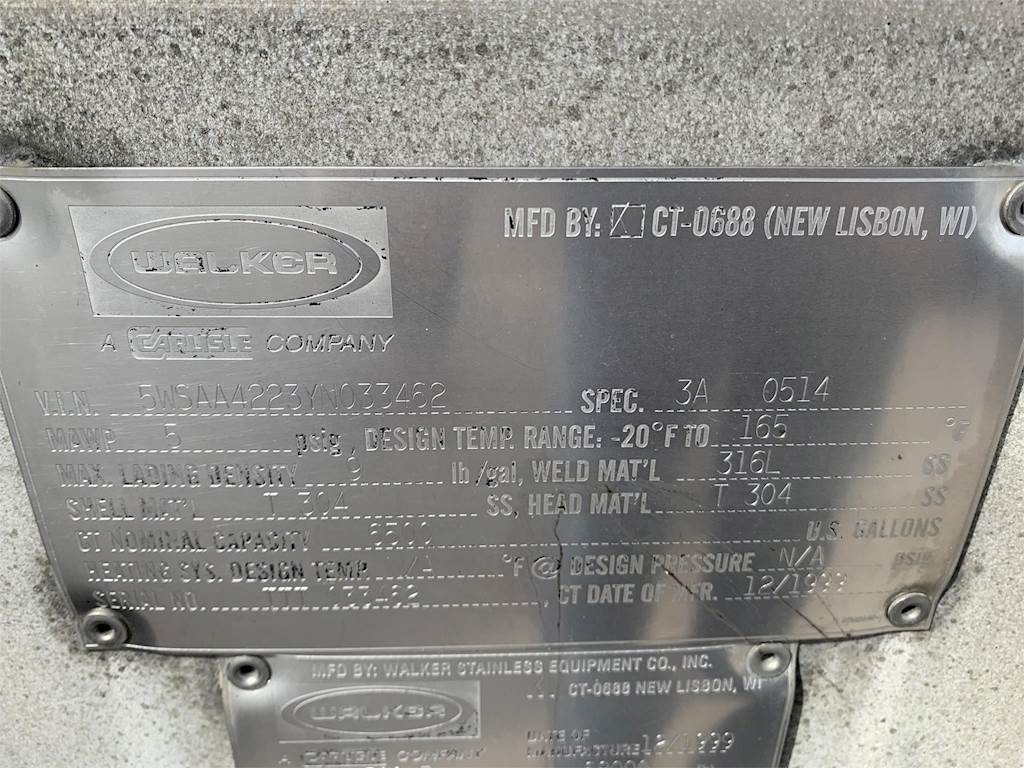 WALKER
MFD BY: CT-0688 (NEW LISBON, WI)
A CARLISLE COMPANY
V.I.N. 5WSAA4223YN033462 SPEC. 3A 0514
MAWP 5 psig, DESIGN TEMP. RANGE: -20°F TO 165 °F
MAX. LADING DENSITY 9 lb/gal, WELD MAT'L 316L SS
SHELL MAT'L T 304 SS, HEAD MAT'L T 304 SS
CT NOMINAL CAPACITY 6500 U.S. GALLONS
HEATING SYS. DESIGN TEMP /A °F @ DESIGN PRESSURE N/A psig
SERIAL NO. , CT DATE OF MFR. 12/1999
MFD BY: WALKER STAINLESS EQUIPMENT CO., INC.
CT-0688 NEW LISBON, WI
WALKER
DATE OF
MANUFACTURE 12/1999
A CARLISLE COMPANY